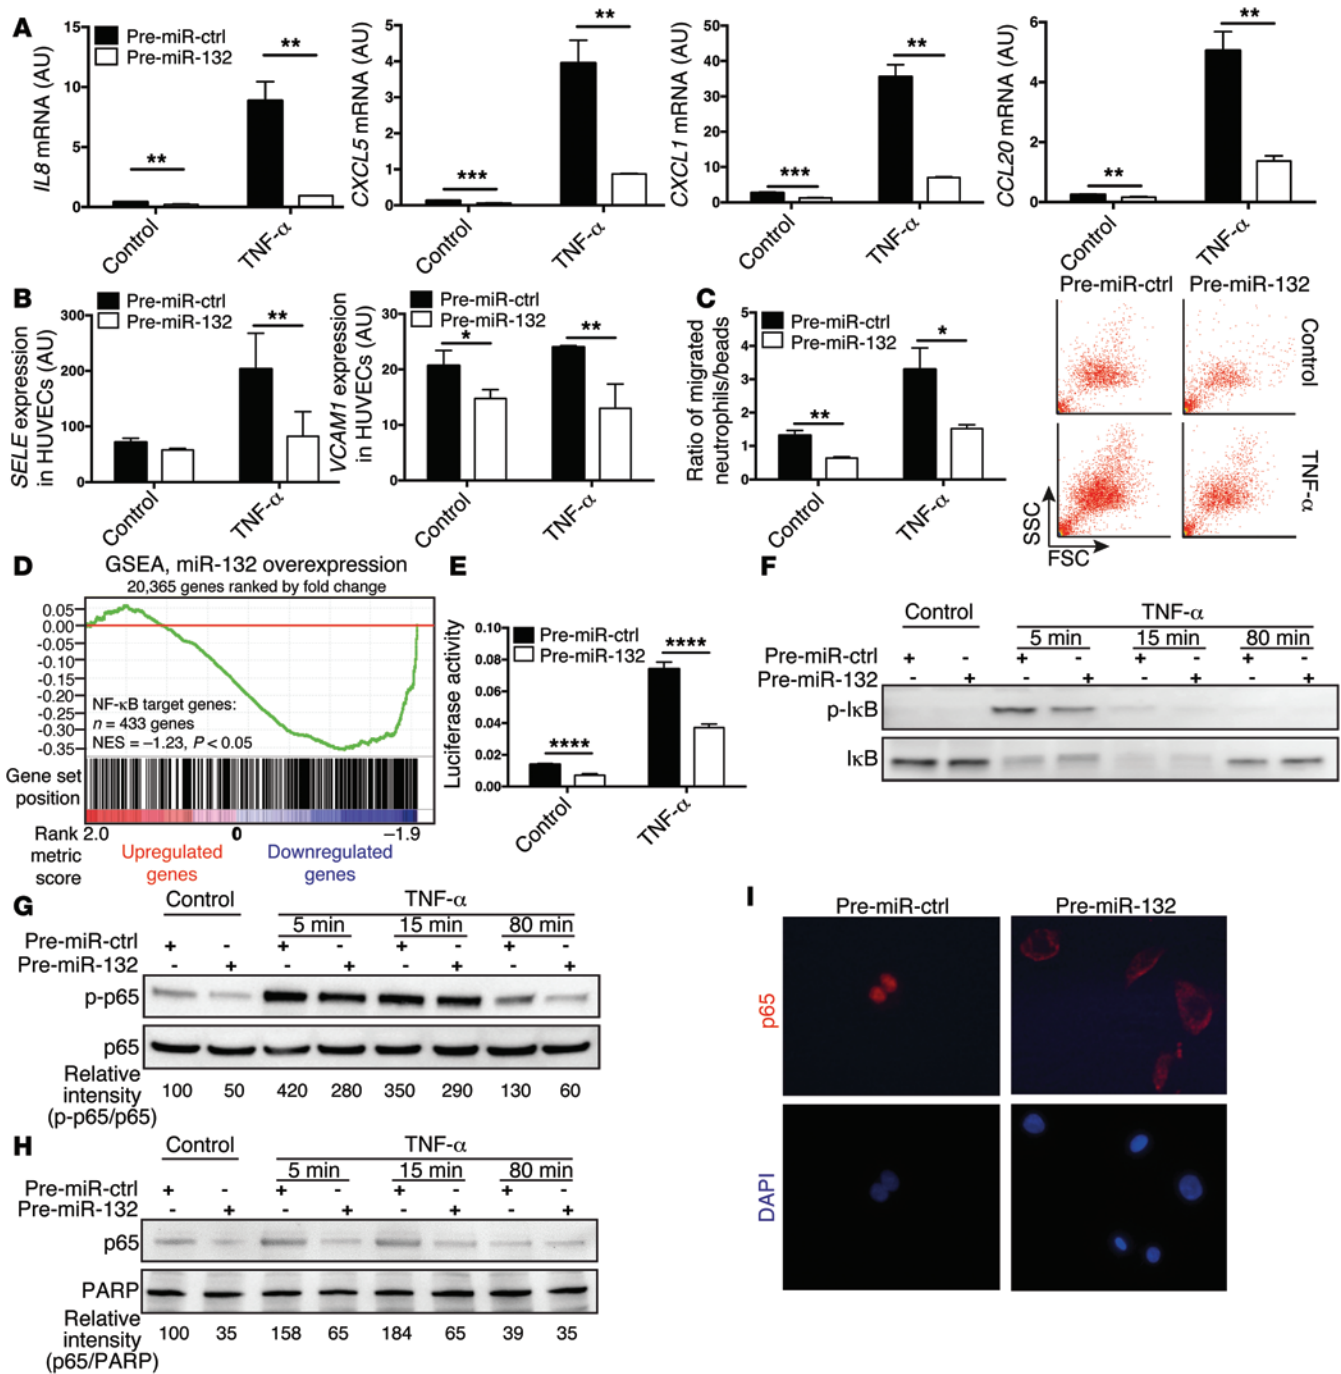 A
IL8 mRNA (AU)
15
10
5
0
Pre-miR-ctrl
Pre-miR-132
**
**
Control
TNF-α
CXCL5 mRNA (AU)
5
4
3
2
1
0
***
**
Control
TNF-α
CXCL1 mRNA (AU)
50
40
30
20
10
0
***
**
Control
TNF-α
CCL20 mRNA (AU)
6
4
2
0
**
**
Control
TNF-α
B
SELE expression
in HUVECs (AU)
300
200
100
0
Pre-miR-ctrl
Pre-miR-132
**
Control
TNF-α
VCAM1 expression
in HUVECs (AU)
30
20
10
0
Pre-miR-ctrl
Pre-miR-132
*
**
Control
TNF-α
C
Ratio of migrated
neutrophils/beads
5
4
3
2
1
0
Pre-miR-ctrl
Pre-miR-132
**
*
Control
TNF-α
Pre-miR-ctrl Pre-miR-132
Control
TNF-α
SSC
FSC
D
GSEA, miR-132 overexpression
20,365 genes ranked by fold change
0.05
0.00
-0.05
-0.10
-0.15
-0.20
-0.25
-0.30
-0.35
NF-κB target genes:
n = 433 genes
NES = –1.23, P < 0.05
Gene set
position
Rank
metric
score
2.0 0 –1.9
Upregulated
genes
Downregulated
genes
E
Luciferase activity
0.10
0.08
0.06
0.04
0.02
0.00
Pre-miR-ctrl
Pre-miR-132
****
****
Control
TNF-α
F
Control TNF-α
5 min 15 min 80 min
Pre-miR-ctrl + - + - + - + -
Pre-miR-132 - + - + - + - +
p-IκB
IκB
G
Control TNF-α
5 min 15 min 80 min
Pre-miR-ctrl + - + - + - + -
Pre-miR-132 - + - + - + - +
p-p65
p65
Relative
intensity
(p-p65/p65)
100 50 420 280 350 290 130 60
H
Control TNF-α
5 min 15 min 80 min
Pre-miR-ctrl + - + - + - + -
Pre-miR-132 - + - + - + - +
p65
PARP
Relative
intensity
(p65/PARP)
100 35 158 65 184 65 39 35
I
Pre-miR-ctrl Pre-miR-132
p65
DAPI